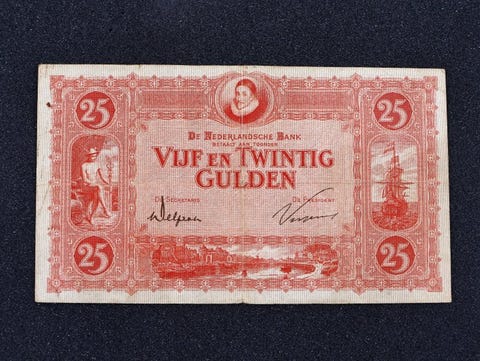 25 25
DE NEDERLANDSCHE BANK
BETAALT AAN TOONDER
VIJF EN TWINTIG
GULDEN
DE SECRETARIS DE PRESIDENT
25 25